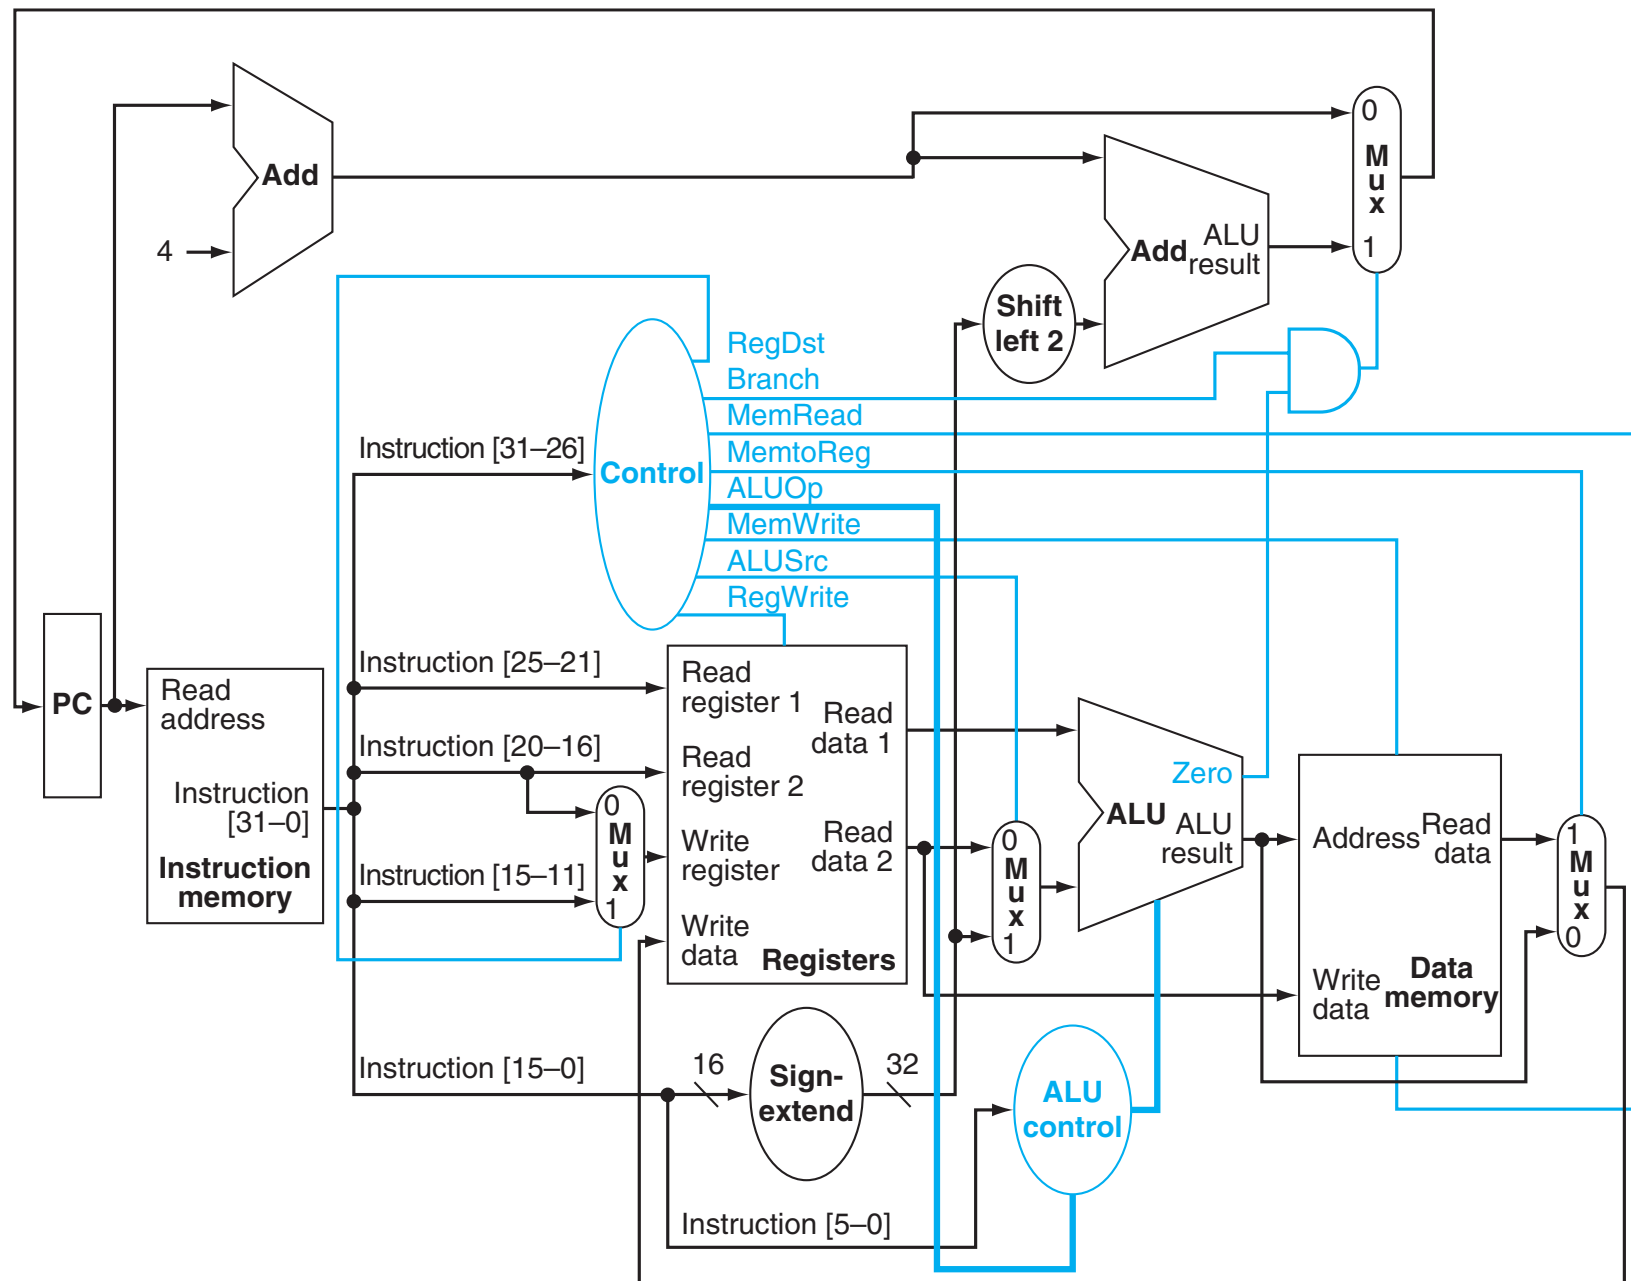 Add
4
0
M
u
x
1
Add
ALU
result
Shift
left 2
RegDst
Branch
MemRead
MemtoReg
ALUOp
MemWrite
ALUSrc
RegWrite
Control
Instruction [31–26]
Instruction [25–21]
Instruction [20–16]
Instruction [15–11]
Instruction [15–0]
Instruction [5–0]
PC
Read
address
Instruction
[31–0]
Instruction
memory
0
M
u
x
1
Read
register 1
Read
register 2
Write
register
Write
data
Read
data 1
Read
data 2
Registers
0
M
u
x
1
Zero
ALU
ALU
result
Address
Read
data
Write
data
Data
memory
1
M
u
x
0
16
Sign-
extend
32
ALU
control